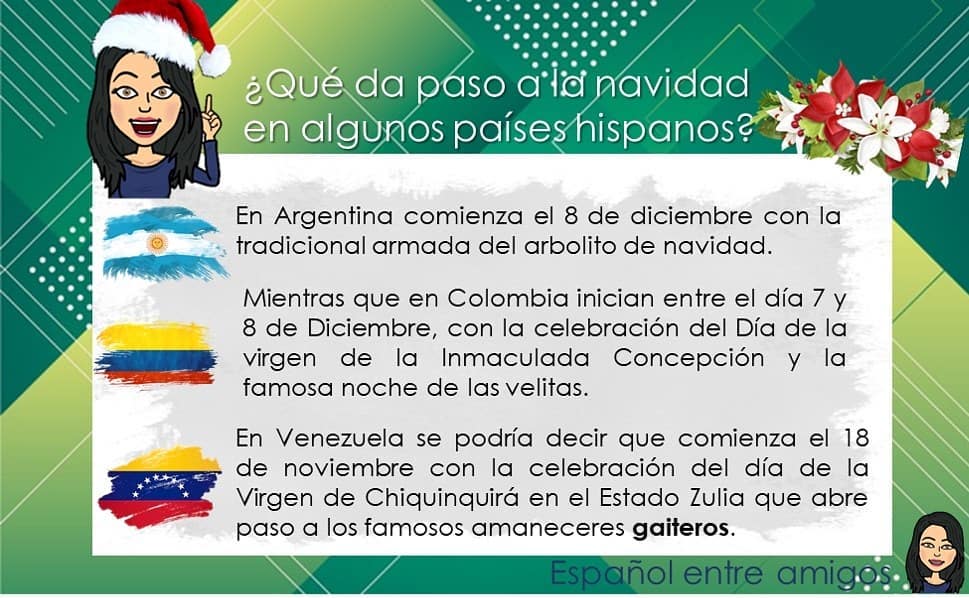 ¿Qué da paso a la navidad
en algunos países hispanos?
En Argentina comienza el 8 de diciembre con la
tradicional armada del arbolito de navidad.
Mientras que en Colombia inician entre el día 7 y
8 de Diciembre, con la celebración del Día de la
virgen de la Inmaculada Concepción y la
famosa noche de las velitas.
En Venezuela se podría decir que comienza el 18
de noviembre con la celebración del día de la
Virgen de Chiquinquirá en el Estado Zulia que abre
paso a los famosos amaneceres gaiteros.
Español entre amigos